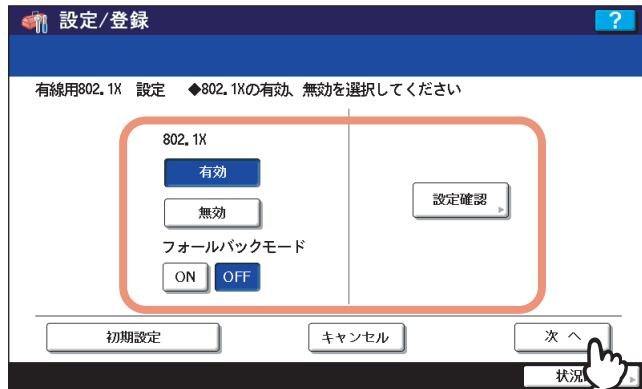 設定/登録
?
有線用802.1X 設定 ◆802.1Xの有効、無効を選択してください
802.1X
有効
無効
設定確認
フォールバックモード
ON OFF
初期設定 キャンセル 次 へ
状況